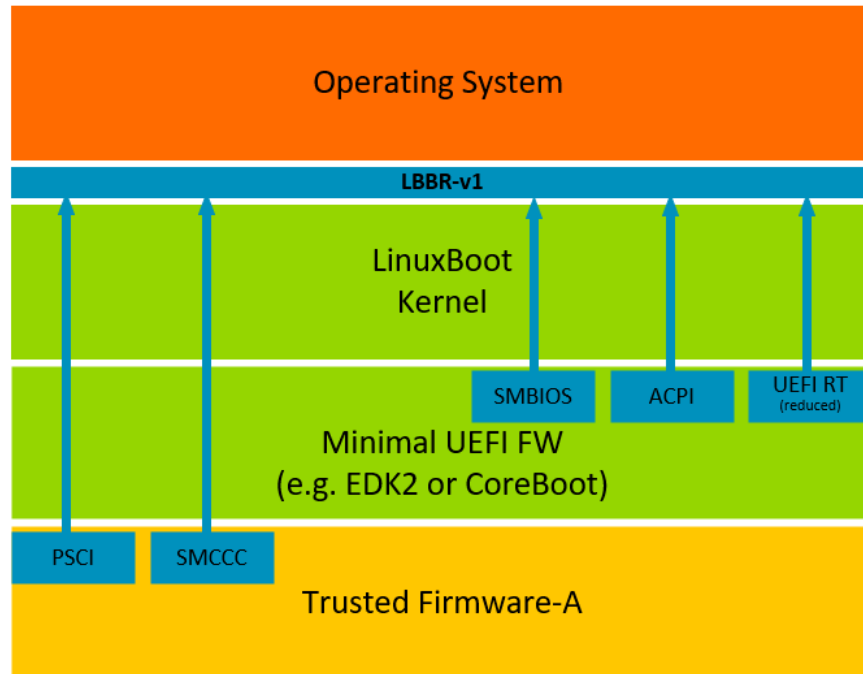 Operating System
LBBR-v1
LinuxBoot
Kernel
SMBIOS
ACPI
UEFI RT
(reduced)
Minimal UEFI FW
(e.g. EDK2 or CoreBoot)
PSCI
SMCCC
Trusted Firmware-A